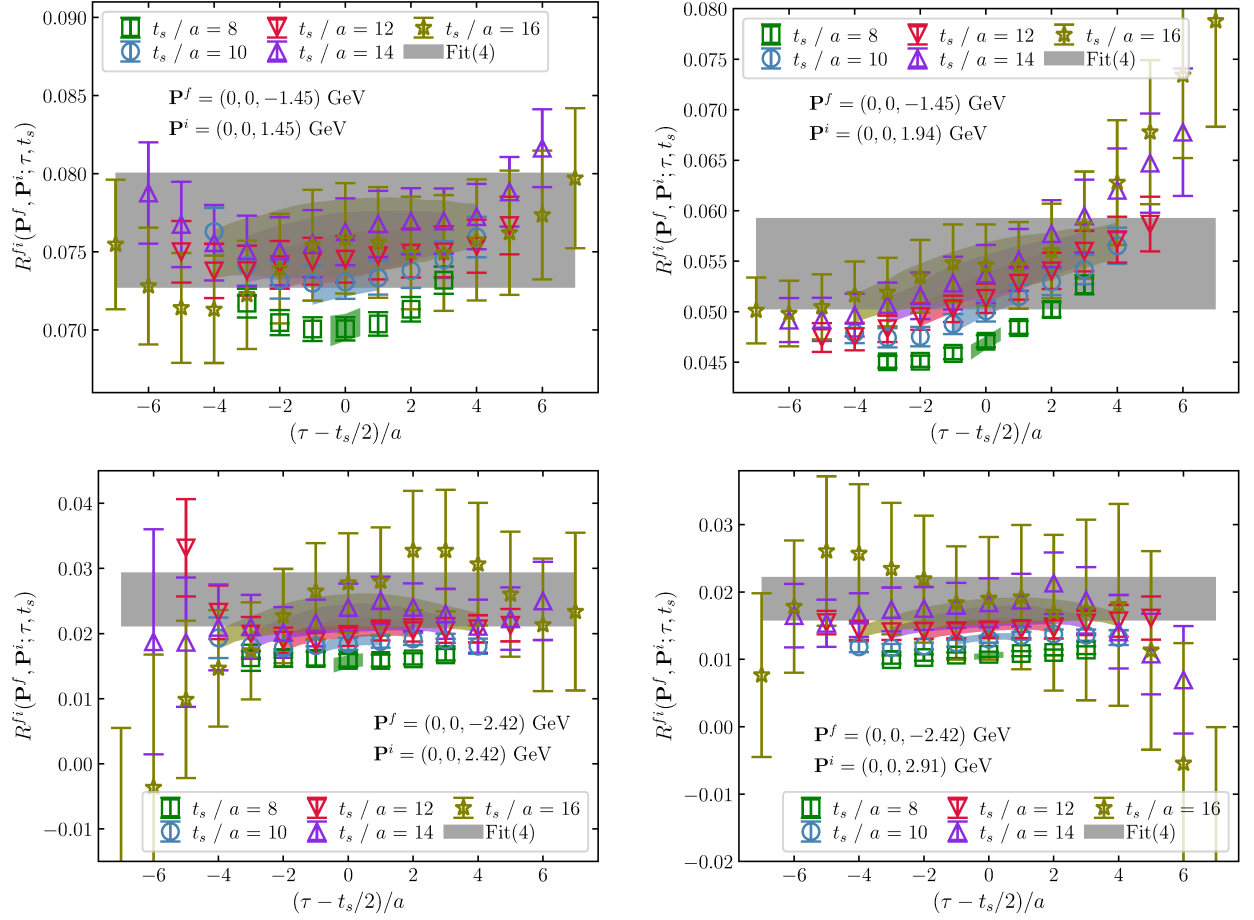 0.090
0.085
0.080
0.075
0.070
R^{fi}(P^f, P^i; τ, t_s)
t_s / a = 8
t_s / a = 10
t_s / a = 12
t_s / a = 14
t_s / a = 16
Fit(4)
P^f = (0, 0, −1.45) GeV
P^i = (0, 0, 1.45) GeV
−6 −4 −2 0 2 4 6
(τ − t_s/2)/a
0.080
0.075
0.070
0.065
0.060
0.055
0.050
0.045
R^{fi}(P^f, P^i; τ, t_s)
t_s / a = 8
t_s / a = 10
t_s / a = 12
t_s / a = 14
t_s / a = 16
Fit(4)
P^f = (0, 0, −1.45) GeV
P^i = (0, 0, 1.94) GeV
−6 −4 −2 0 2 4 6
(τ − t_s/2)/a
0.04
0.03
0.02
0.01
0.00
−0.01
R^{fi}(P^f, P^i; τ, t_s)
P^f = (0, 0, −2.42) GeV
P^i = (0, 0, 2.42) GeV
t_s / a = 8
t_s / a = 10
t_s / a = 12
t_s / a = 14
t_s / a = 16
Fit(4)
−6 −4 −2 0 2 4 6
(τ − t_s/2)/a
0.03
0.02
0.01
0.00
−0.01
−0.02
R^{fi}(P^f, P^i; τ, t_s)
P^f = (0, 0, −2.42) GeV
P^i = (0, 0, 2.91) GeV
t_s / a = 8
t_s / a = 10
t_s / a = 12
t_s / a = 14
t_s / a = 16
Fit(4)
−6 −4 −2 0 2 4 6
(τ − t_s/2)/a